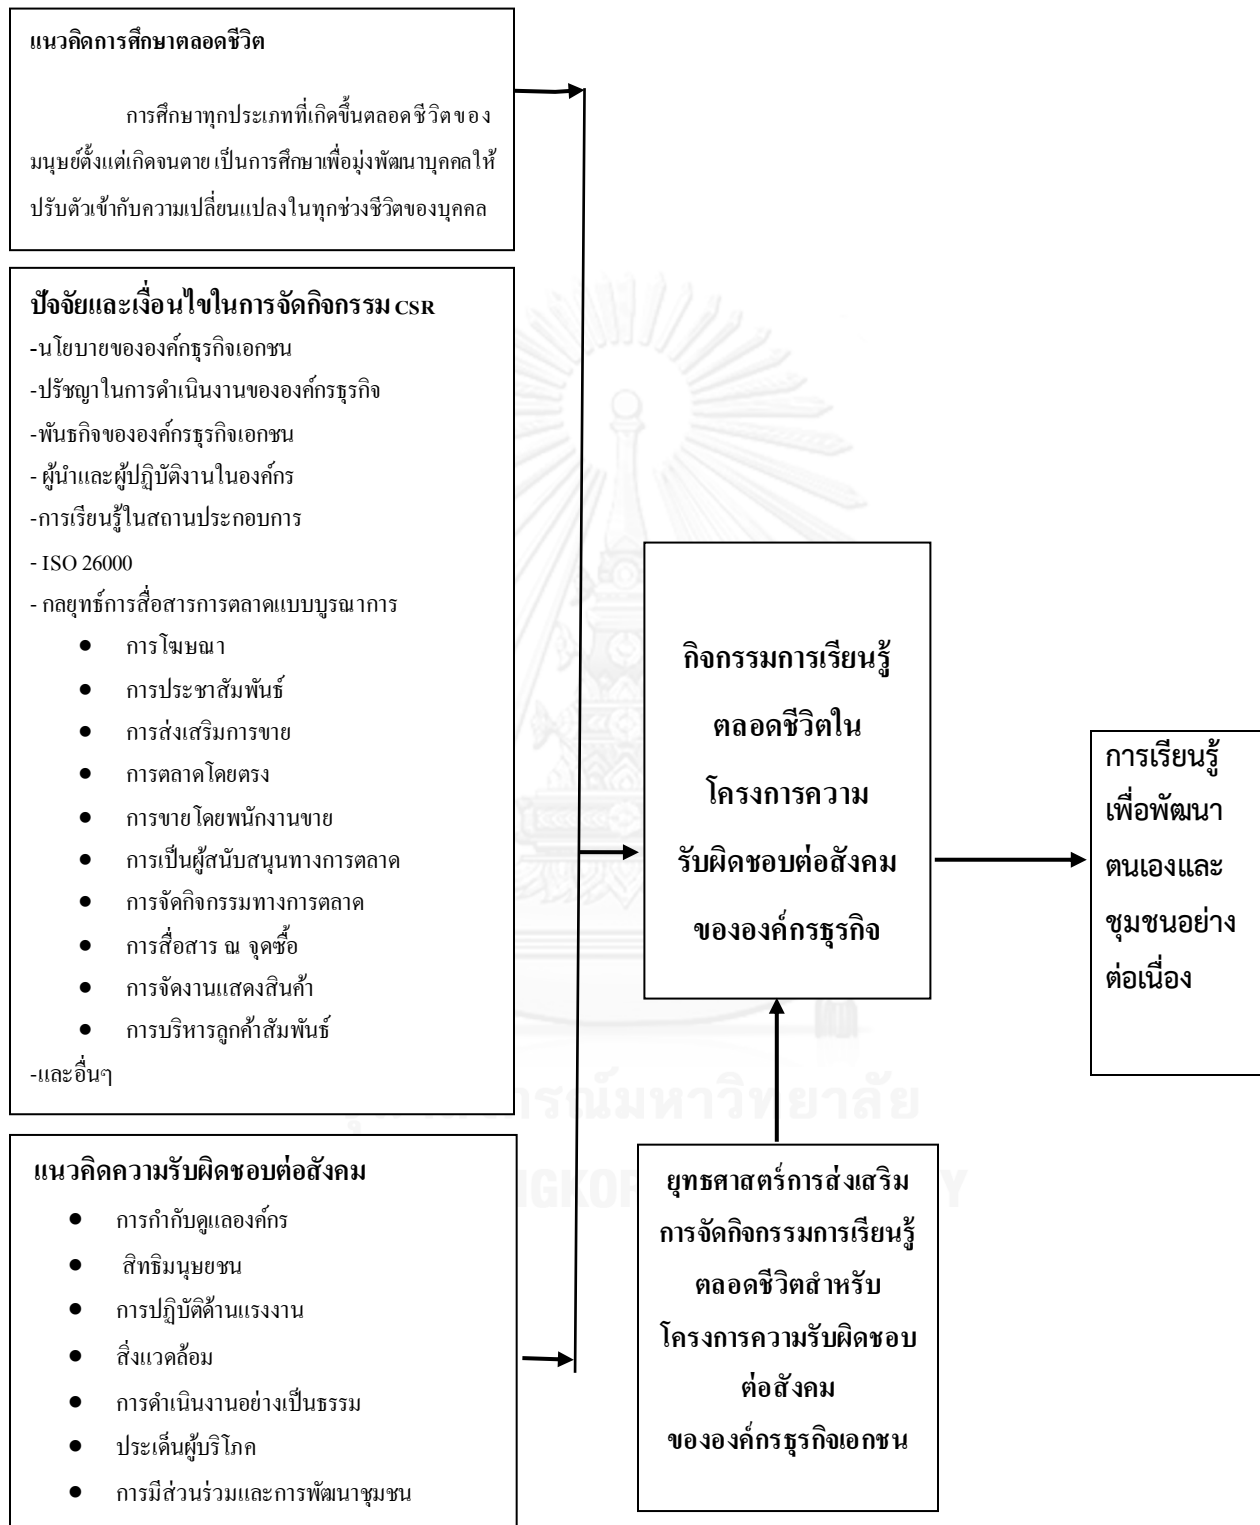 แนวคิดการศึกษาตลอดชีวิต
การศึกษาทุกประเภทที่เกิดขึ้นตลอดชีวิตของ
มนุษย์ตั้งแต่เกิดจนตาย เป็นการศึกษาเพื่อมุ่งพัฒนาบุคคลให้
ปรับตัวเข้ากับความเปลี่ยนแปลงในทุกช่วงชีวิตของบุคคล
ปัจจัยและเงื่อนไขในการจัดกิจกรรม CSR
-นโยบายขององค์กธุรกิจเอกชน
-ปรัชญาในการดำเนินงานขององค์กรธุรกิจ
-พันธกิจขององค์กรธุรกิจเอกชน
- ผู้นำและผู้ปฏิบัติงานในองค์กร
-การเรียนรู้ในสถานประกอบการ
- ISO 26000
- กลยุทธ์การสื่อสารการตลาดแบบบูรณาการ
● การโฆษณา
● การประชาสัมพันธ์
● การส่งเสริมการขาย
● การตลาดโดยตรง
● การขายโดยพนักงานขาย
● การเป็นผู้สนับสนุนทางการตลาด
● การจัดกิจกรรมทางการตลาด
● การสื่อสาร ณ จุดซื้อ
● การจัดงานแสดงสินค้า
● การบริหารลูกค้าสัมพันธ์
-และอื่นๆ
แนวคิดความรับผิดชอบต่อสังคม
● การกำกับดูแลองค์กร
● สิทธิมนุษยชน
● การปฏิบัติด้านแรงงาน
● สิ่งแวดล้อม
● การดำเนินงานอย่างเป็นธรรม
● ประเด็นผู้บริโภค
● การมีส่วนร่วมและการพัฒนาชุมชน
กิจกรรมการเรียนรู้
ตลอดชีวิตใน
โครงการความ
รับผิดชอบต่อสังคม
ขององค์กรธุรกิจ
ยุทธศาสตร์การส่งเสริม
การจัดกิจกรรมการเรียนรู้
ตลอดชีวิตสำหรับ
โครงการความรับผิดชอบ
ต่อสังคม
ขององค์กรธุรกิจเอกชน
การเรียนรู้
เพื่อพัฒนา
ตนเองและ
ชุมชนอย่าง
ต่อเนื่อง